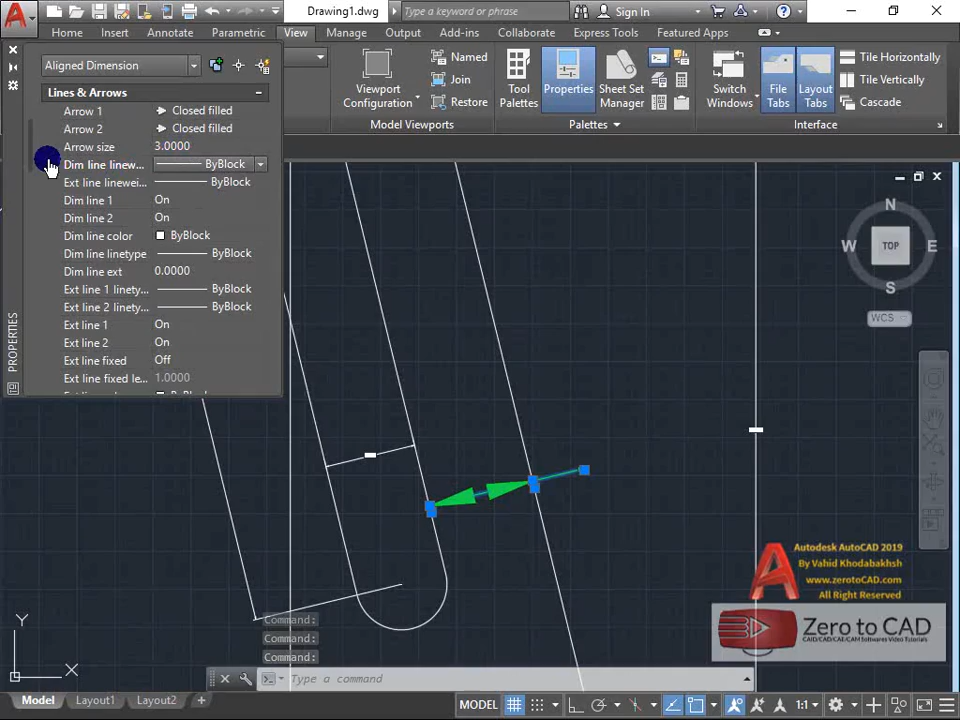 Drawing1.dwg
Type a keyword or phrase
Sign In
Home Insert Annotate Parametric View Manage Output Add-ins Collaborate Express Tools Featured Apps
Aligned Dimension
Lines & Arrows
Arrow 1 Closed filled
Arrow 2 Closed filled
Arrow size 3.0000
Dim line linew... ByBlock
Ext line linewei... ByBlock
Dim line 1 On
Dim line 2 On
Dim line color ByBlock
Dim line linetype ByBlock
Dim line ext 0.0000
Ext line 1 linety... ByBlock
Ext line 2 linety... ByBlock
Ext line 1 On
Ext line 2 On
Ext line fixed Off
Ext line fixed le... 1.0000
PROPERTIES
Viewport
Configuration
Named
Join
Restore
Model Viewports
Tool
Palettes
Properties
Sheet Set
Manager
Palettes
Switch
Windows
File
Tabs
Layout
Tabs
Tile Horizontally
Tile Vertically
Cascade
Interface
N
W TOP E
S
WCS
Autodesk AutoCAD 2019
By Vahid Khodabakhsh
www.zerotoCAD.com
All Right Reserved
Zero to CAD
CAD/CAE/CAM Softwares Video Tutorials
Y
X
Command:
Command:
Command:
Type a command
Model Layout1 Layout2 +
MODEL 1:1